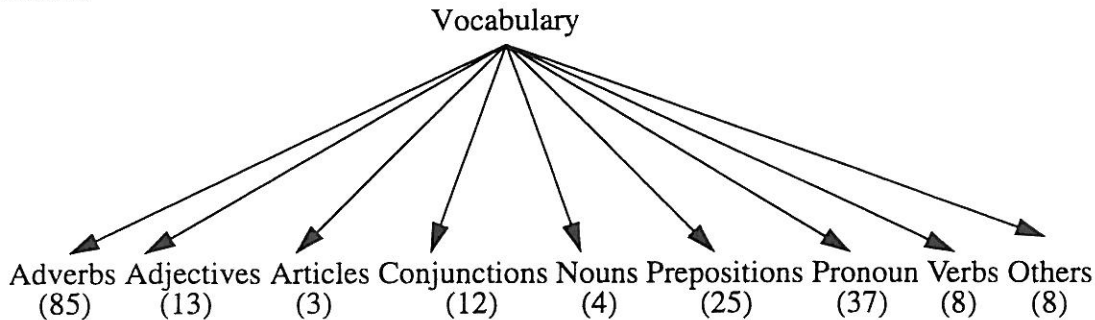 Vocabulary
Adverbs Adjectives Articles Conjunctions Nouns Prepositions Pronoun Verbs Others
(85) (13) (3) (12) (4) (25) (37) (8) (8)